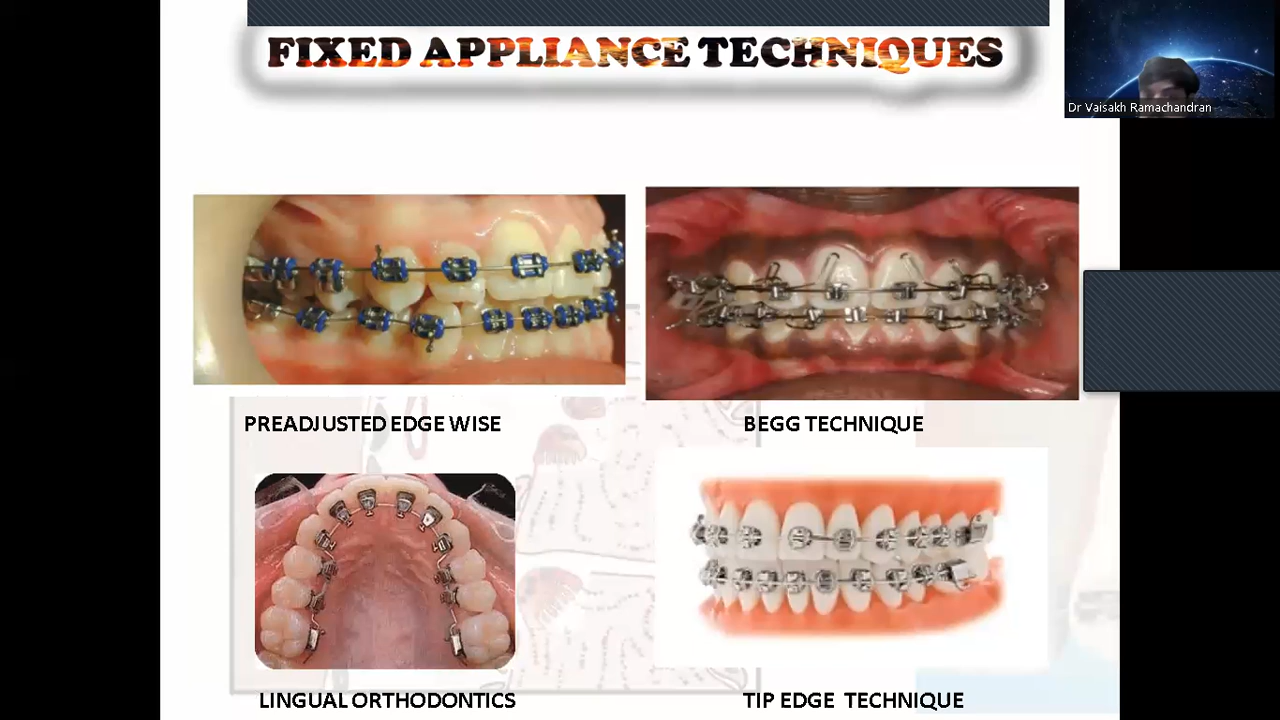 FIXED APPLIANCE TECHNIQUES
Dr Vaisakh Ramachandran
PREADJUSTED EDGE WISE
BEGG TECHNIQUE
LINGUAL ORTHODONTICS
TIP EDGE TECHNIQUE